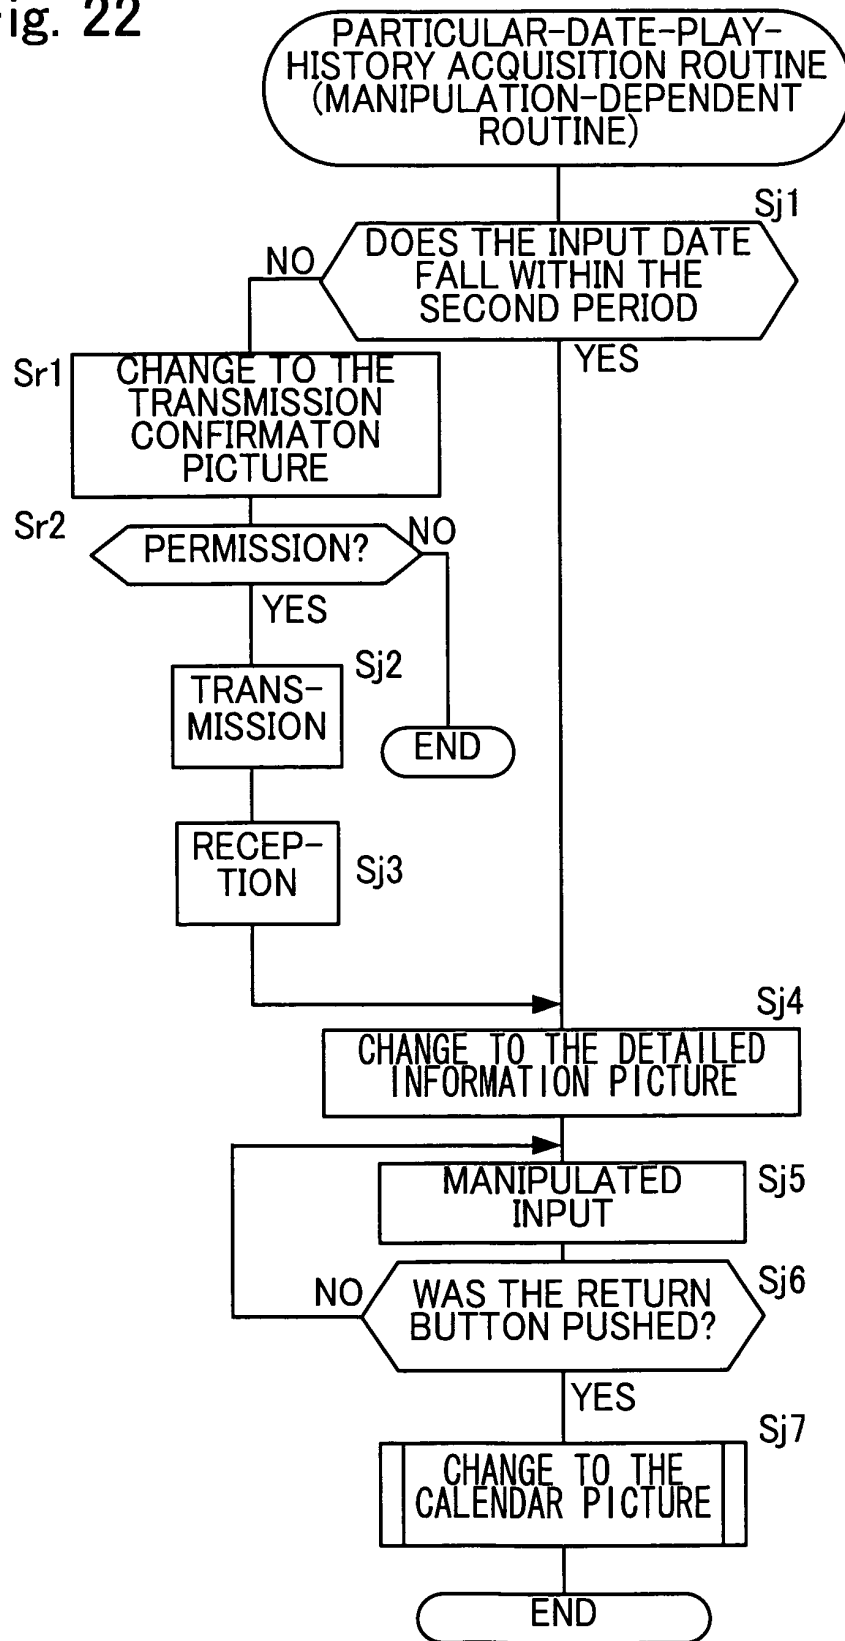 Fig. 22
PARTICULAR-DATE-PLAY-
HISTORY ACQUISITION ROUTINE
(MANIPULATION-DEPENDENT
ROUTINE)
Sj1
DOES THE INPUT DATE
FALL WITHIN THE
SECOND PERIOD
NO
YES
Sr1
CHANGE TO THE
TRANSMISSION
CONFIRMATON
PICTURE
Sr2
PERMISSION?
NO
YES
Sj2
TRANS-
MISSION
END
RECEP-
TION
Sj3
Sj4
CHANGE TO THE DETAILED
INFORMATION PICTURE
MANIPULATED
INPUT
Sj5
NO
WAS THE RETURN
BUTTON PUSHED?
Sj6
YES
Sj7
CHANGE TO THE
CALENDAR PICTURE
END